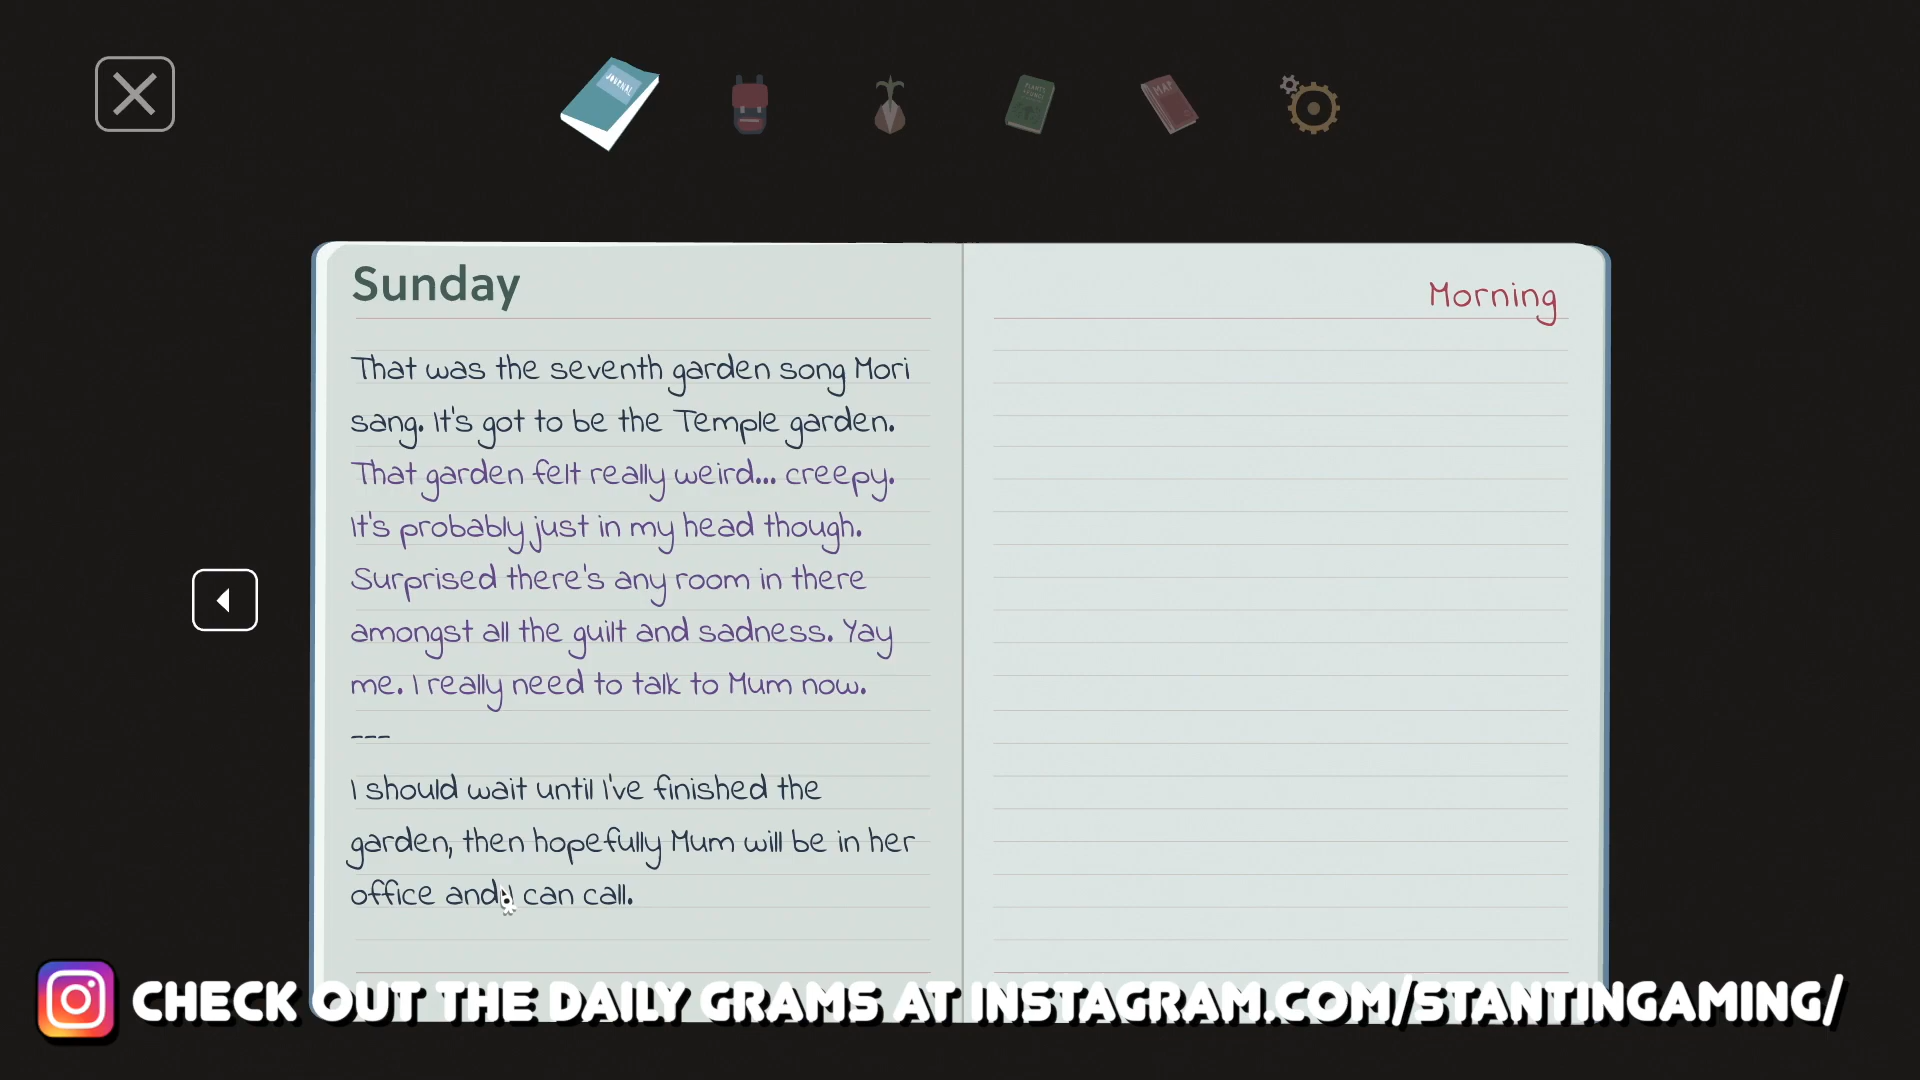 JOURNAL
PLANTS
MAP
Sunday
Morning
That was the seventh garden song Mori
sang. It's got to be the Temple garden.
That garden felt really weird... creepy.
It's probably just in my head though.
Surprised there's any room in there
amongst all the guilt and sadness. Yay
me. I really need to talk to Mum now.
---
I should wait until I've finished the
garden, then hopefully Mum will be in her
office and I can call.
CHECK OUT THE DAILY GRAMS AT INSTAGRAM.COM/STANTINGAMING/